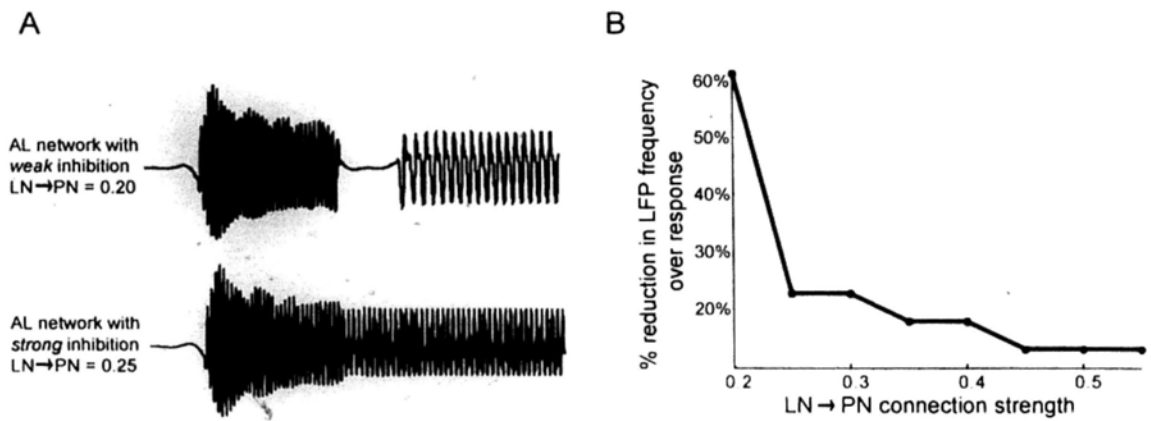 A
B
AL network with
weak inhibition
LN→PN = 0.20
AL network with
strong inhibition
LN→PN = 0.25
% reduction in LFP frequency
over response
60%
50%
40%
30%
20%
0.2
0.3
0.4
0.5
LN→PN connection strength